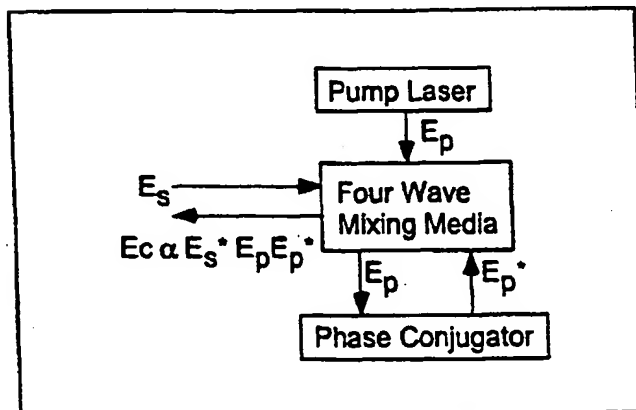 Pump Laser
Eₚ
Eₛ
Four Wave
Mixing Media
Ec α Eₛ* EₚEₚ*
Eₚ
Eₚ*
Phase Conjugator